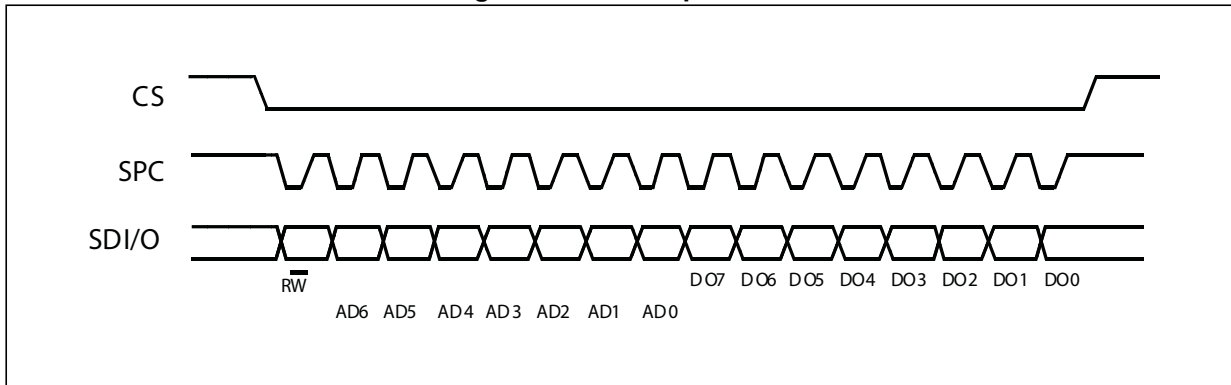 CS
SPC
SDI/O
RW
DO7 DO6 DO5 DO4 DO3 DO2 DO1 DO0
AD6 AD5 AD4 AD3 AD2 AD1 AD0